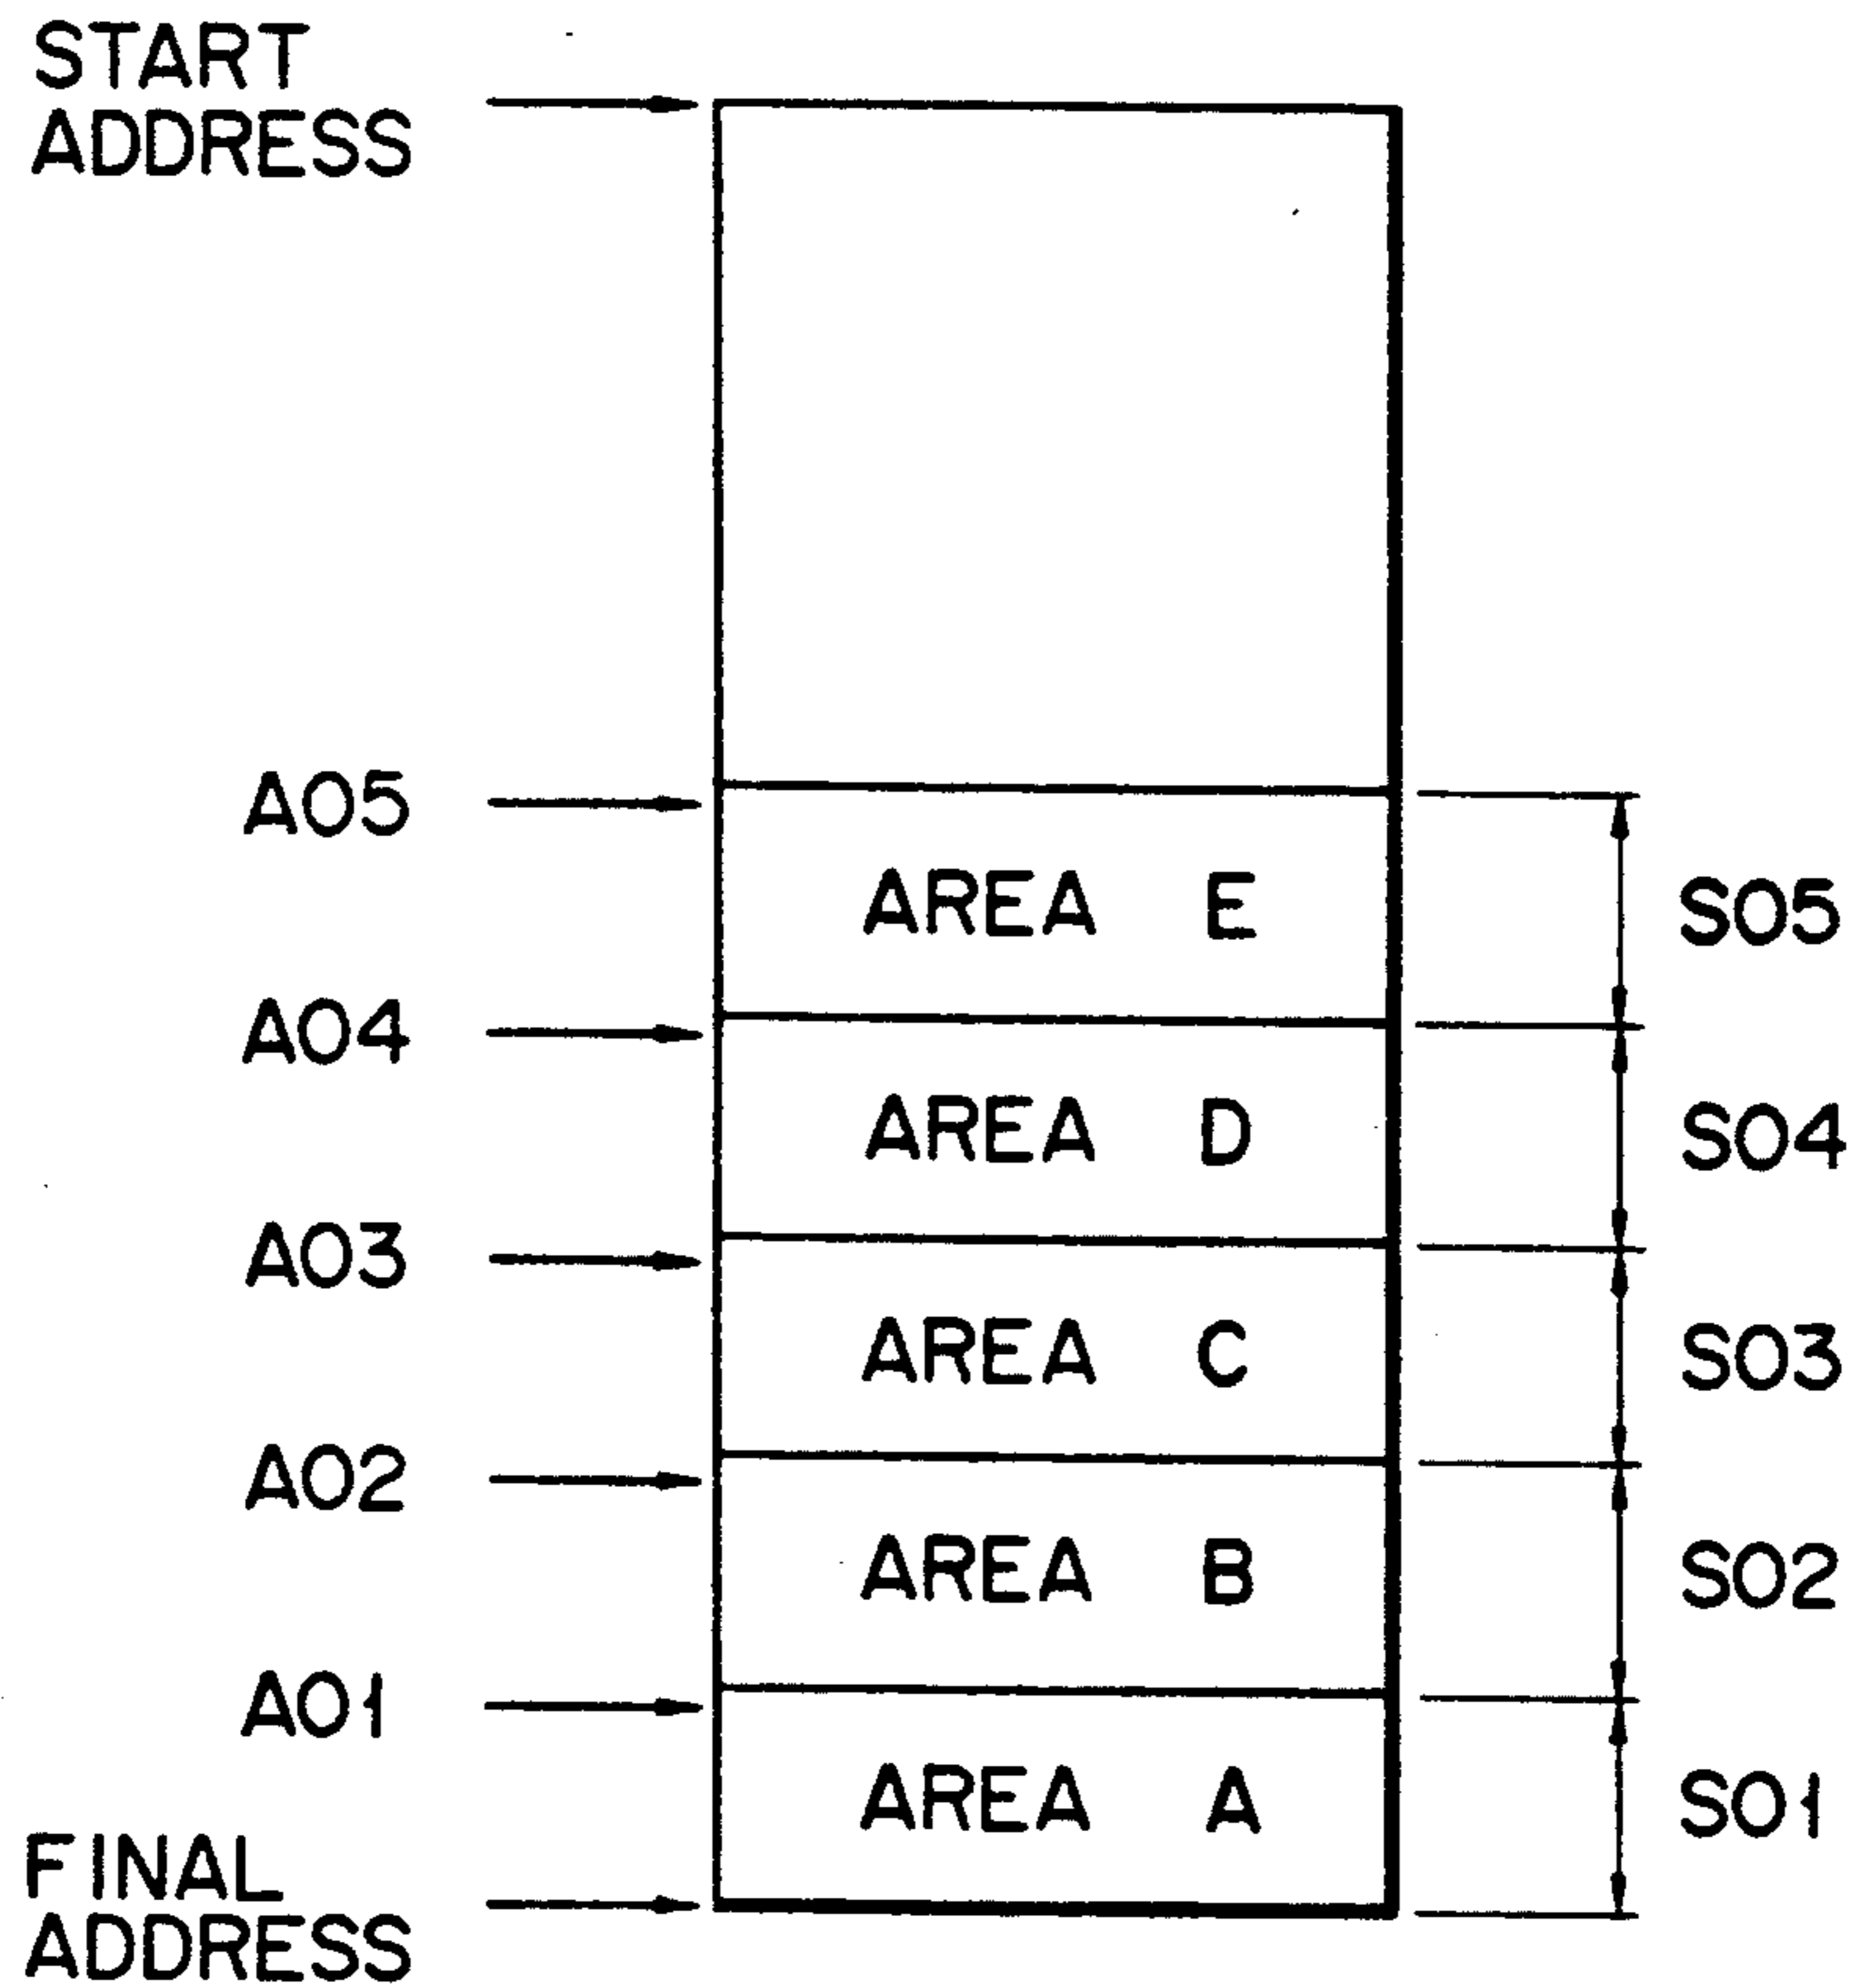 START
ADDRESS
A05
AREA E
S05
A04
AREA D
S04
A03
AREA C
S03
A02
AREA B
S02
A01
AREA A
S01
FINAL
ADDRESS